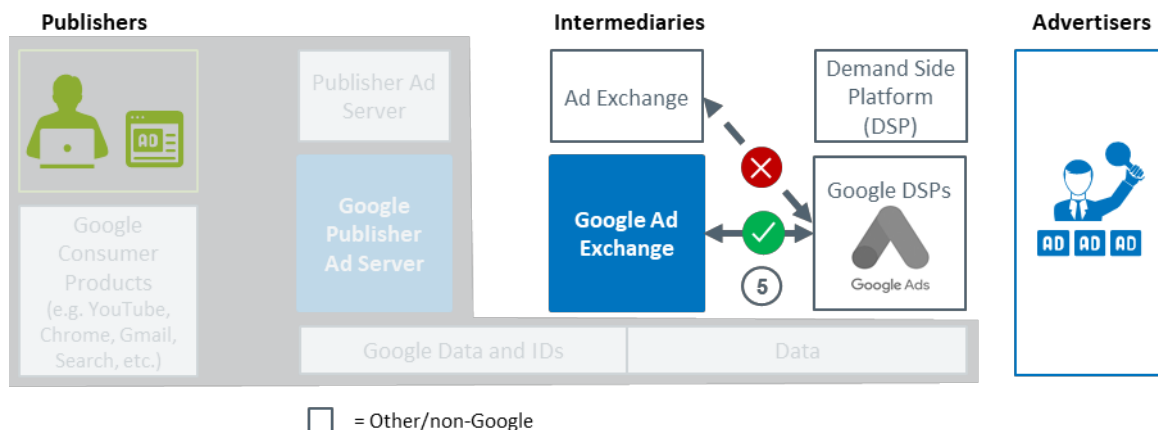 Publishers
Intermediaries
Advertisers
AD
Publisher Ad
Server
Ad Exchange
Demand Side
Platform
(DSP)
Google
Publisher
Ad Server
Google Ad
Exchange
5
Google DSPs
Google Ads
AD AD AD
Google
Consumer
Products
(e.g. YouTube,
Chrome, Gmail,
Search, etc.)
Google Data and IDs
Data
= Other/non-Google